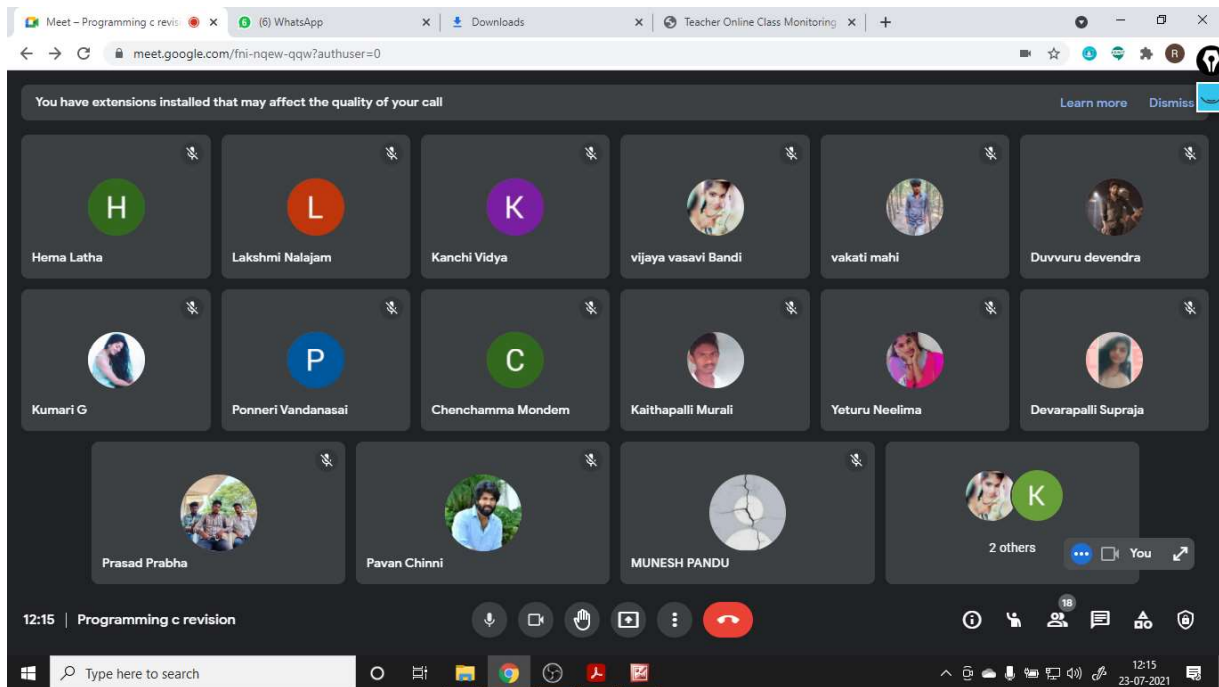 Meet – Programming c revis
(6) WhatsApp
Downloads
Teacher Online Class Monitoring
meet.google.com/fni-nqew-qqw?authuser=0
R
You have extensions installed that may affect the quality of your call
Learn more Dismiss
H L K
Hema Latha Lakshmi Nalajam Kanchi Vidya vijaya vasavi Bandi vakati mahi Duvvuru devendra
P C
Kumari G Ponneri Vandanasai Chenchamma Mondem Kaithapalli Murali Yeturu Neelima Devarapalli Supraja
K
2 others
You
Prasad Prabha Pavan Chinni MUNESH PANDU
12:15 | Programming c revision
18
Type here to search
12:15
23-07-2021